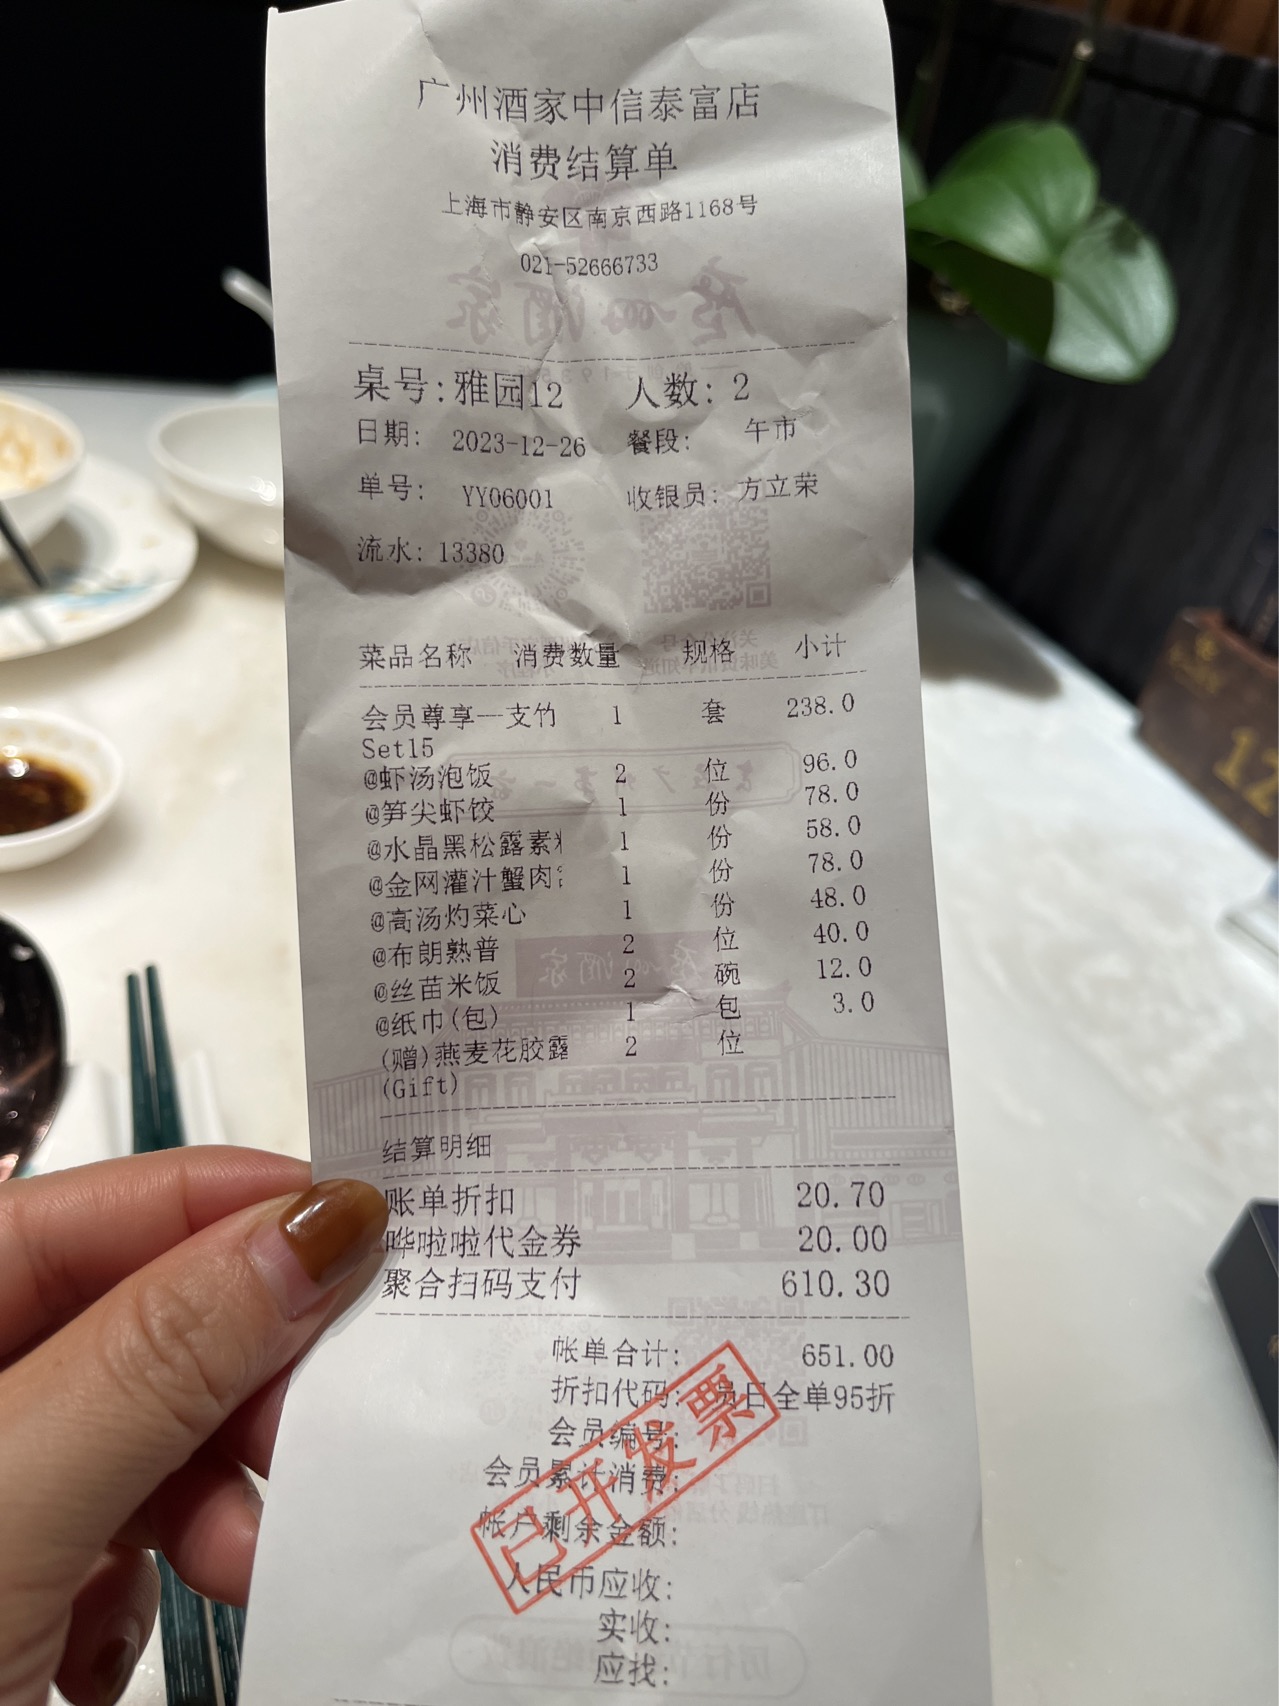 广州酒家中信泰富店
消费结算单
上海市静安区南京西路1168号
021-52666733
桌号:雅园12 人数: 2
日期: 2023-12-26 餐段: 午市
单号: YY06001 收银员: 方立荣
流水: 13380
菜品名称 消费数量 规格 小计
会员尊享一支竹 1 套 238.0
Set15
@虾汤泡饭 2 位 96.0
@笋尖虾饺 1 份 78.0
@水晶黑松露素 1 份 58.0
@金网灌汁蟹肉 1 份 78.0
@高汤灼菜心 1 份 48.0
@布朗熟普 2 位 40.0
@丝苗米饭 2 碗 12.0
@纸巾(包) 1 包 3.0
(赠)燕麦花胶露 2 位
(Gift)
结算明细
账单折扣 20.70
哗啦啦代金券 20.00
聚合扫码支付 610.30
帐单合计: 651.00
折扣代码: 员日全单95折
会员编号:
会员累计消费:
帐户剩余金额:
人民币应收:
实收:
应找:
已开发票
12